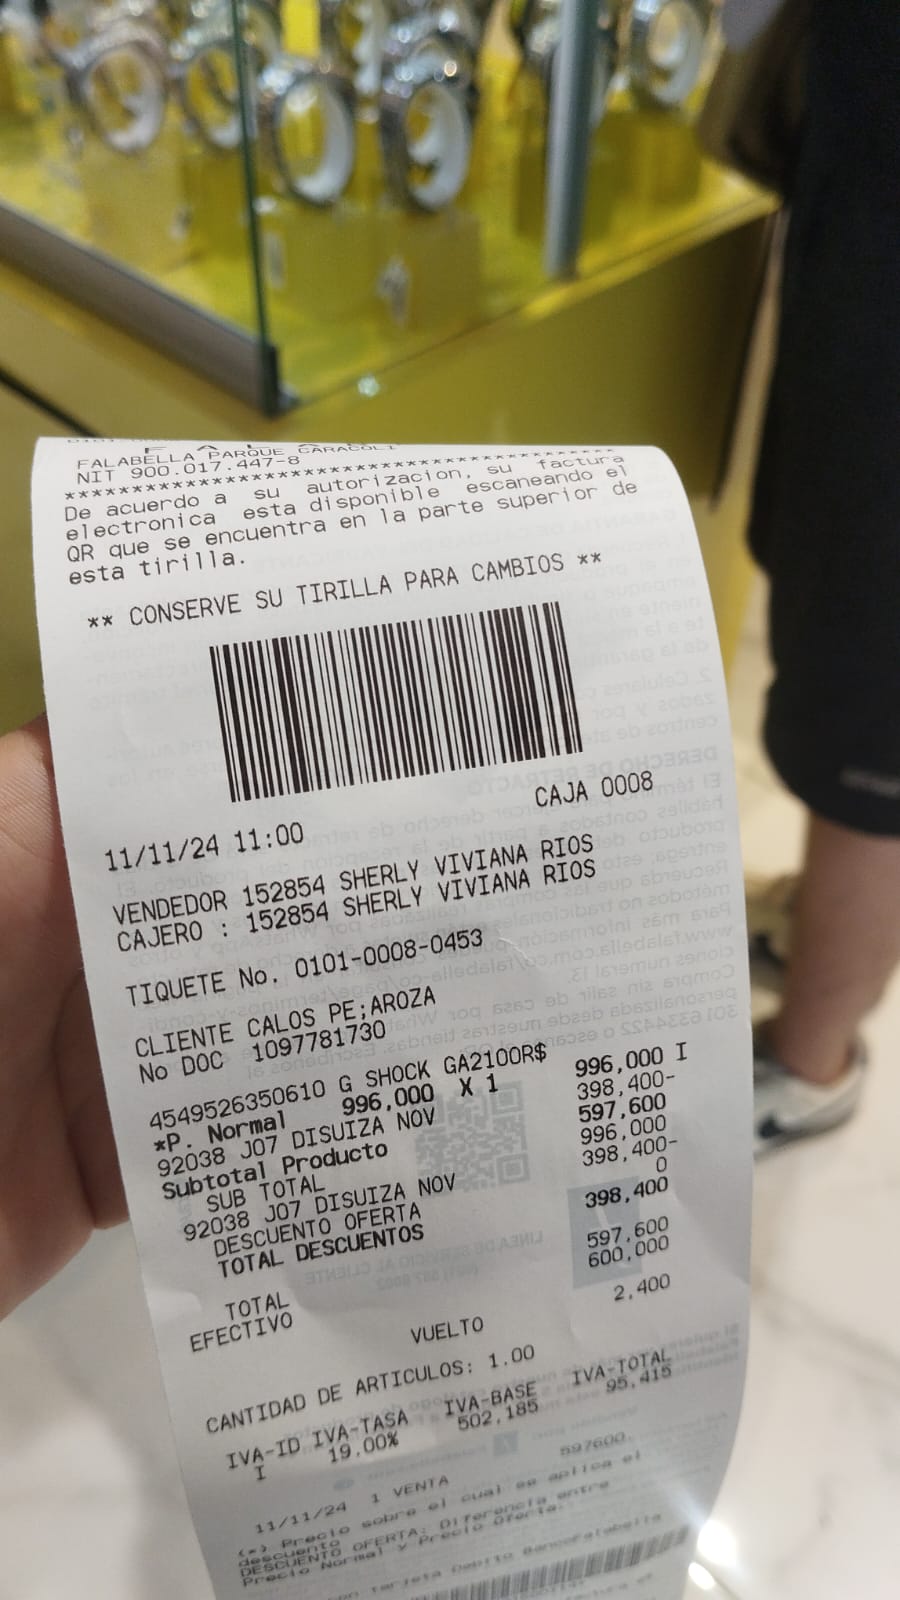 FALABELLA PARQUE CARACOLI
NIT 900.017.447-8
******************************************
De acuerdo a su autorizacion, su factura
electronica esta disponible escaneando el
QR que se encuentra en la parte superior de
esta tirilla.
** CONSERVE SU TIRILLA PARA CAMBIOS **
CAJA 0008
11/11/24 11:00
VENDEDOR 152854 SHERLY VIVIANA RIOS
CAJERO : 152854 SHERLY VIVIANA RIOS
TIQUETE No. 0101-0008-0453
CLIENTE CALOS PE;AROZA
No DOC 1097781730
4549526350610 G SHOCK GA2100R$ 996,000 I
*P. Normal 996,000 X 1 398,400-
92038 J07 DISUIZA NOV 597,600
Subtotal Producto 996,000
SUB TOTAL 398,400-
92038 J07 DISUIZA NOV 0
DESCUENTO OFERTA 398,400
TOTAL DESCUENTOS
TOTAL 597,600
EFECTIVO 600,000
VUELTO 2,400
CANTIDAD DE ARTICULOS: 1.00
IVA-ID IVA-TASA IVA-BASE IVA-TOTAL
I 19.00% 502,185 95,415
11/11/24 1 VENTA 597600.
(*) Precio sobre el cual se aplica el
descuento
DESCUENTO OFERTA: Diferencia entre
Precio Normal y Precio Oferta.